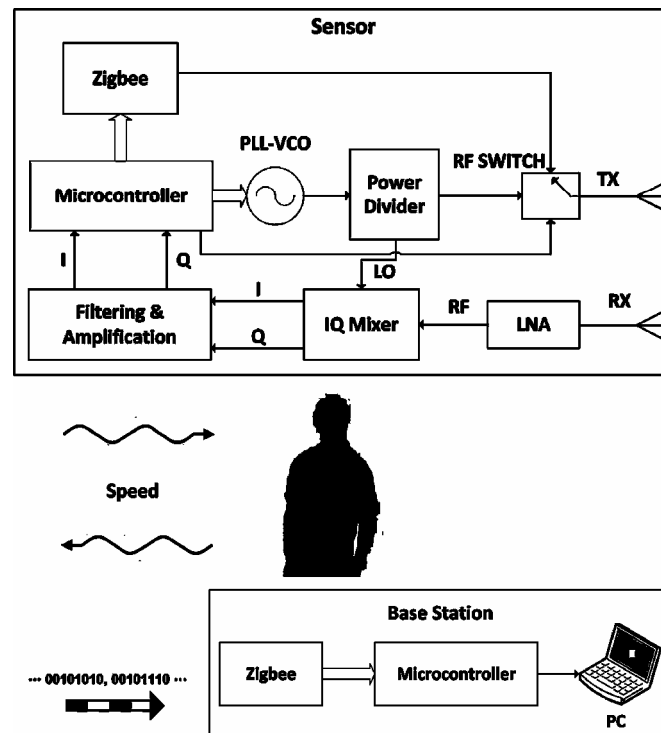 Sensor
Zigbee
PLL-VCO
Microcontroller
Power
Divider
RF SWITCH
TX
I
Q
LO
Filtering &
Amplification
I
Q
IQ Mixer
RF
LNA
RX
Speed
Base Station
Zigbee
Microcontroller
PC
··· 00101010, 00101110 ···